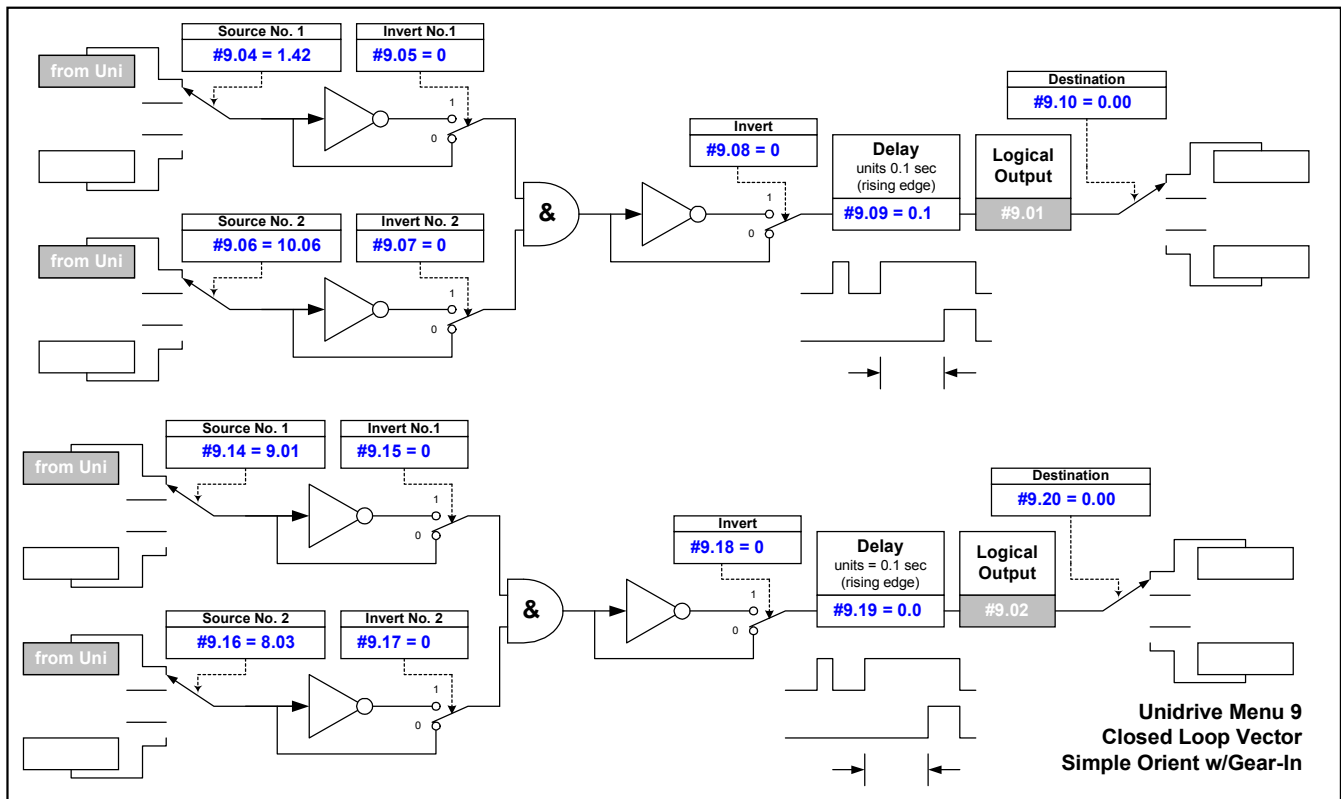 Source No. 1
#9.04 = 1.42
Invert No.1
#9.05 = 0
from Uni
1
0
Source No. 2
#9.06 = 10.06
Invert No. 2
#9.07 = 0
from Uni
1
0
&
Invert
#9.08 = 0
1
0
Delay
units 0.1 sec
(rising edge)
#9.09 = 0.1
Logical
Output
#9.01
Destination
#9.10 = 0.00
Source No. 1
#9.14 = 9.01
Invert No.1
#9.15 = 0
from Uni
1
0
Source No. 2
#9.16 = 8.03
Invert No. 2
#9.17 = 0
from Uni
1
0
&
Invert
#9.18 = 0
1
0
Delay
units = 0.1 sec
(rising edge)
#9.19 = 0.0
Logical
Output
#9.02
Destination
#9.20 = 0.00
Unidrive Menu 9
Closed Loop Vector
Simple Orient w/Gear-In